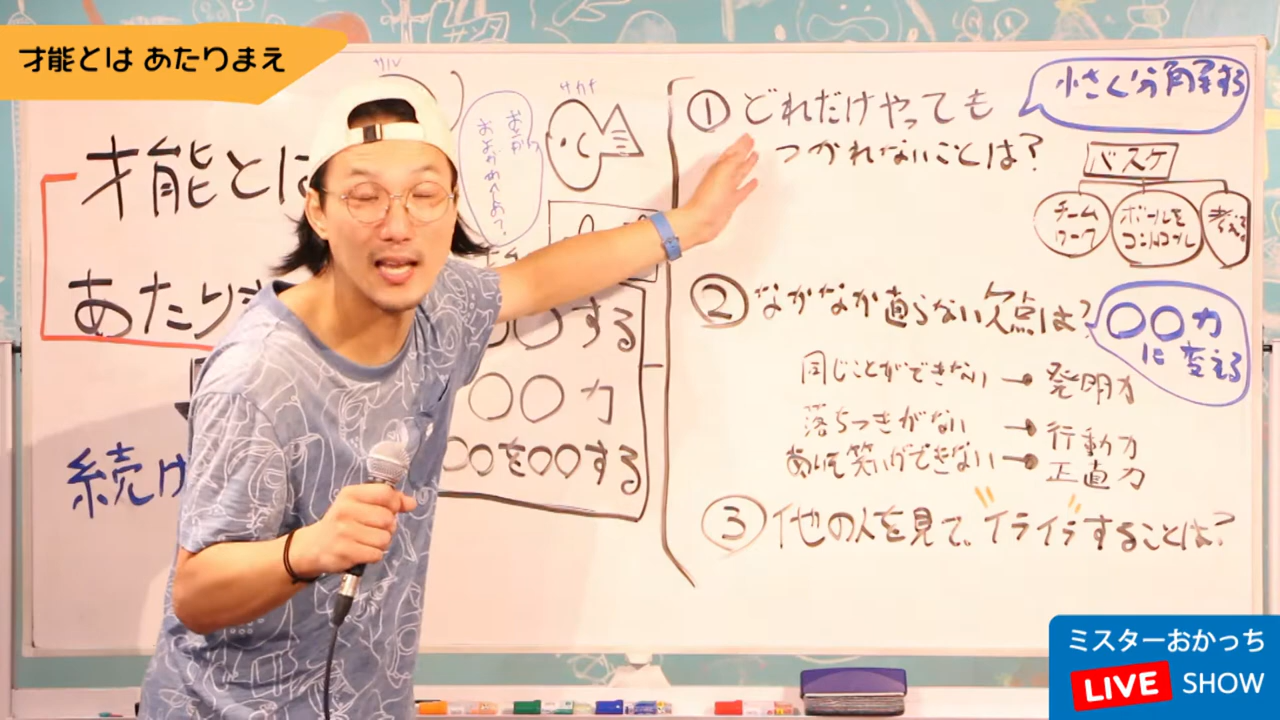 才能とは あたりまえ
サル
サカナ
才能とは
あたりま
続け
〇〇する
〇〇力
〇〇を〇〇する
①どれだけやっても
つかれないことは?
小さく分解する
バスケ
チーム
ワーク
ボールを
コントロール
考える
②なかなか直らない欠点は?
〇〇力
に変える
同じことができない→発明力
落ちつきがない→行動力
あいそ笑いができない→正直力
③他の人を見て、イライラすることは?
ミスターおかっち
LIVE SHOW